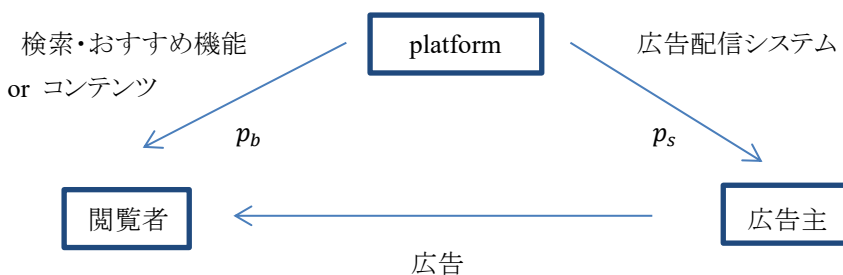 検索・おすすめ機能
or コンテンツ
platform
広告配信システム
p_b
p_s
閲覧者
広告主
広告